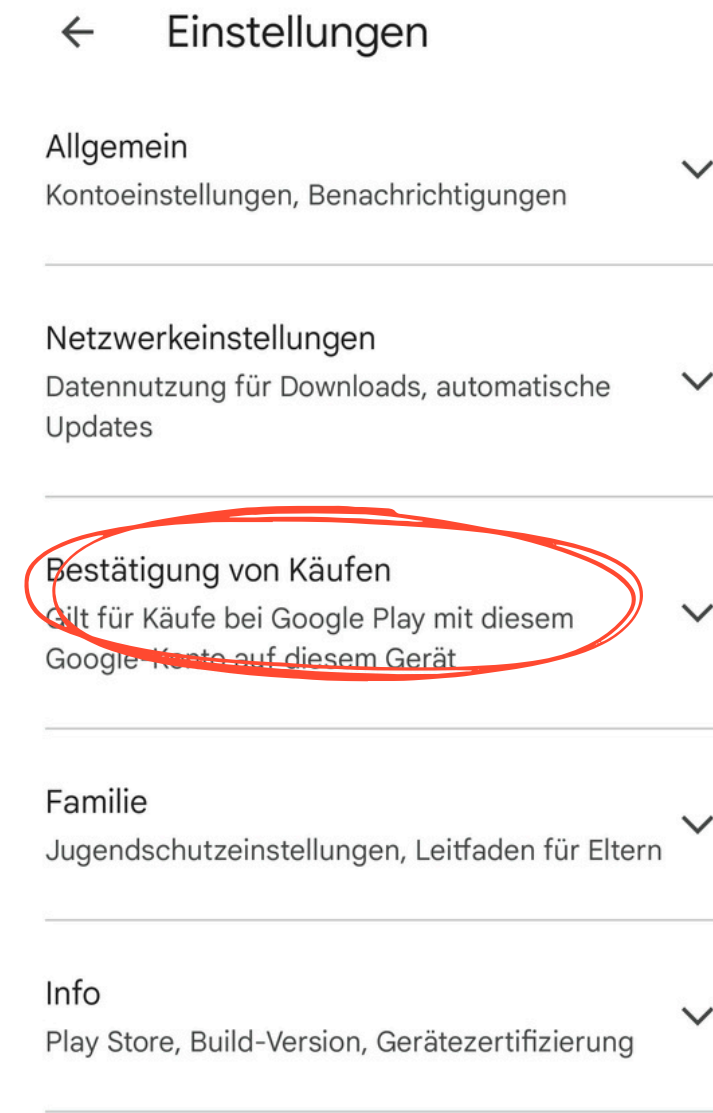 Einstellungen
Allgemein
Kontoeinstellungen, Benachrichtigungen
Netzwerkeinstellungen
Datennutzung für Downloads, automatische
Updates
Bestätigung von Käufen
Gilt für Käufe bei Google Play mit diesem
Google-Konto auf diesem Gerät
Familie
Jugendschutzeinstellungen, Leitfaden für Eltern
Info
Play Store, Build-Version, Gerätezertifizierung